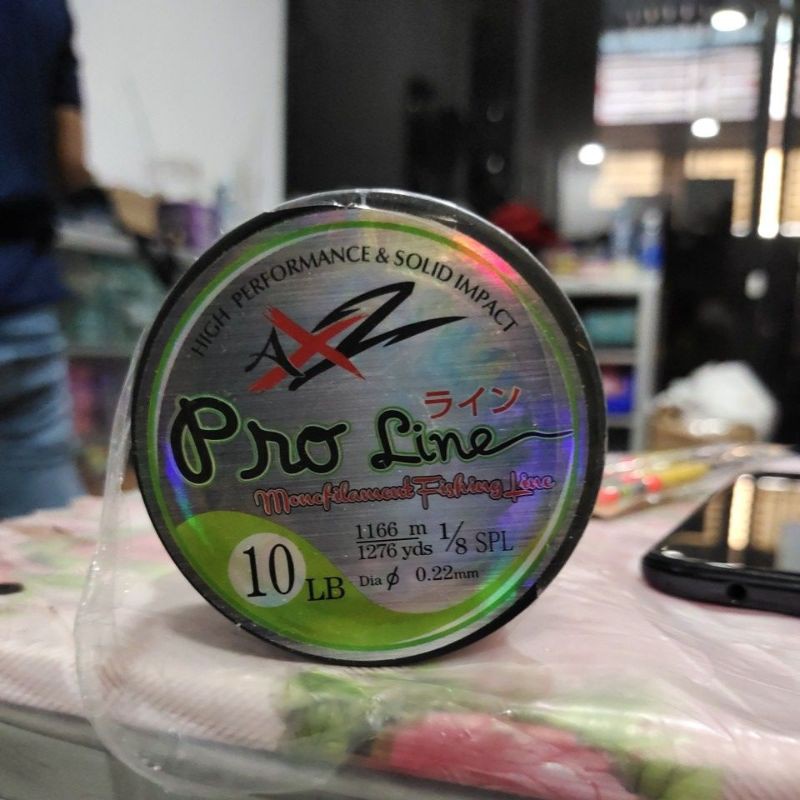 HIGH PERFORMANCE & SOLID IMPACT
AXZ
ライン
Pro Line
Monofilament Fishing Line
1166 m
1276 yds
1/8 SPL
10 LB
Dia ϕ 0.22mm